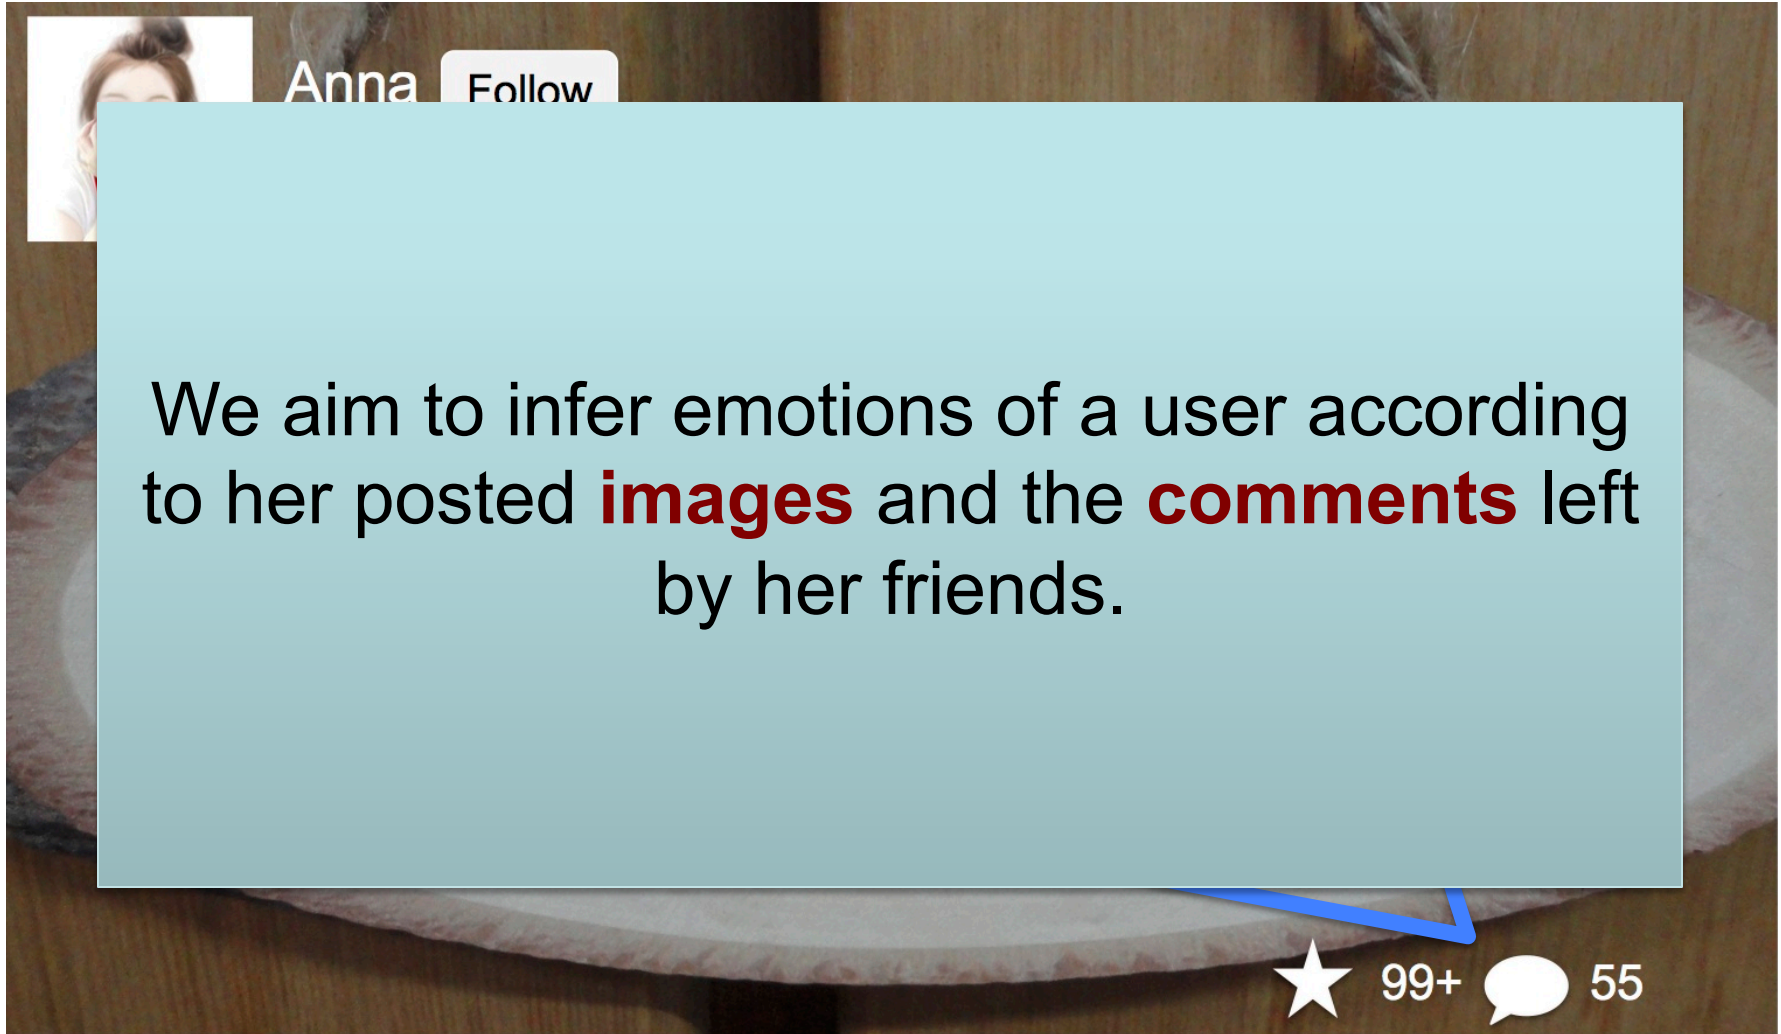 Anna Follow
We aim to infer emotions of a user according
to her posted images and the comments left
by her friends.
99+ 55